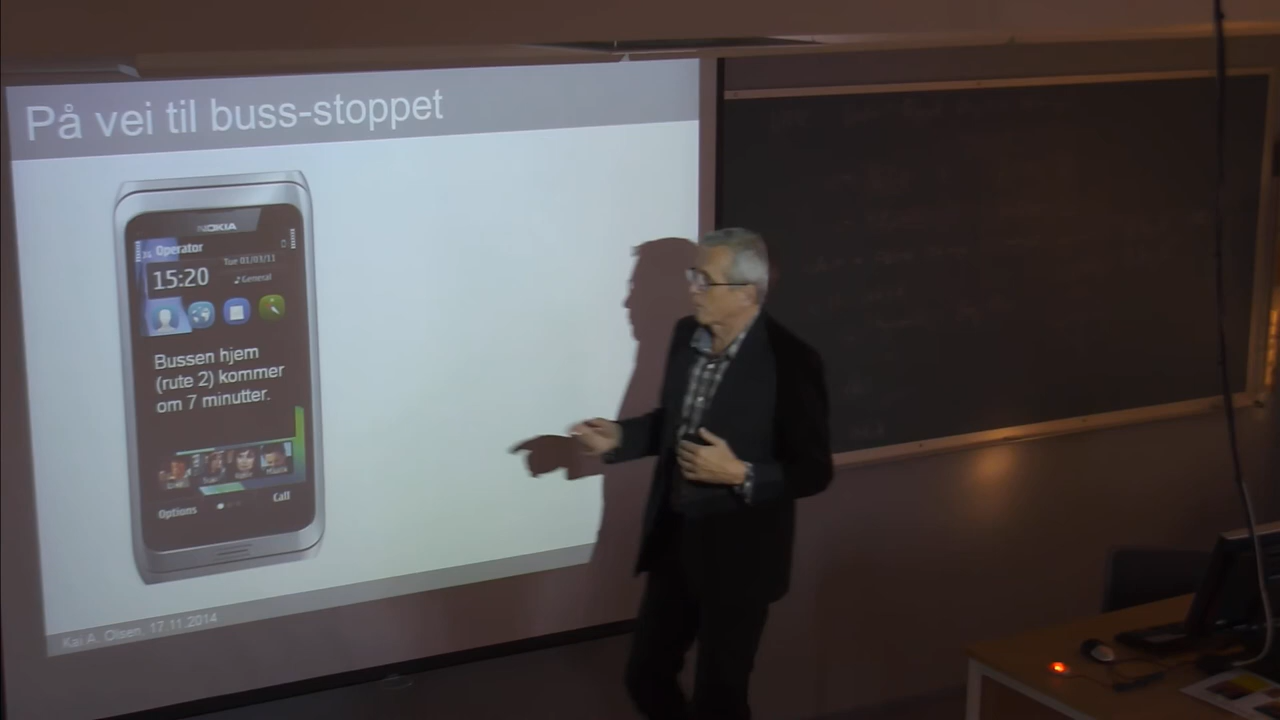 På vei til buss-stoppet
NOKIA
Operator
Tue 01/03/11
15:20
General
Bussen hjem
(rute 2) kommer
om 7 minutter.
Options
Call
Kai A. Olsen, 17.11.2014